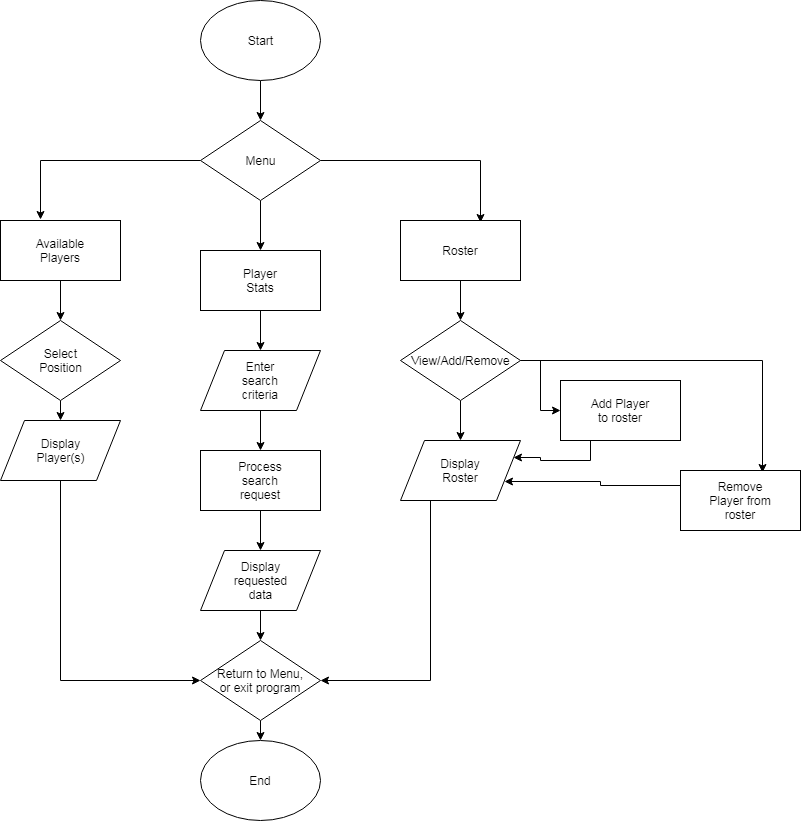 Start
Menu
Available
Players
Player
Stats
Roster
Select
Position
Enter
search
criteria
View/Add/Remove
Add Player
to roster
Display
Player(s)
Process
search
request
Display
Roster
Remove
Player from
roster
Display
requested
data
Return to Menu,
or exit program
End